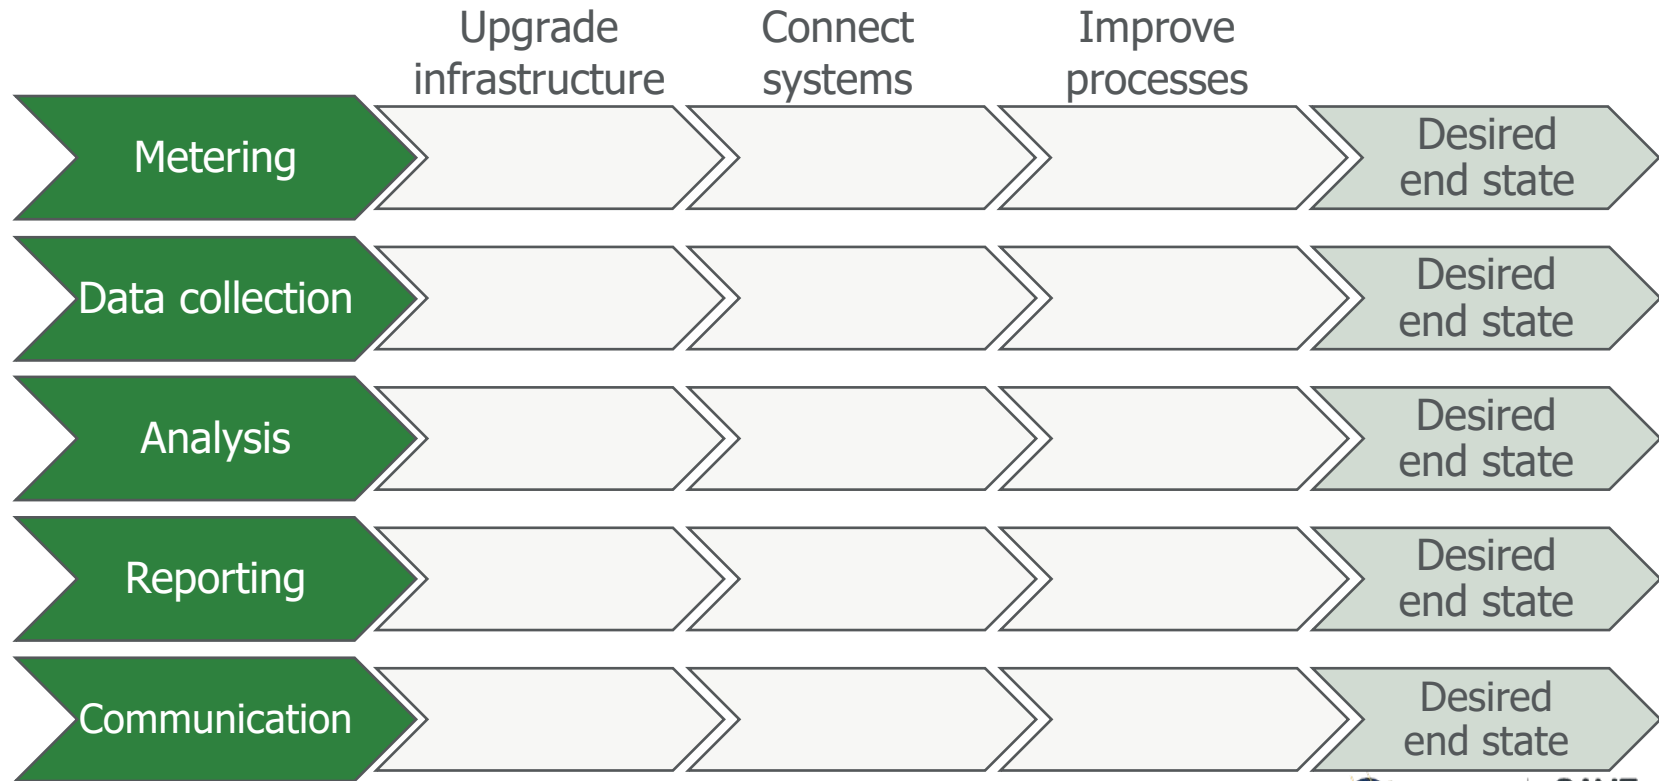 Upgrade
infrastructure
Connect
systems
Improve
processes
Metering
Desired
end state
Data collection
Desired
end state
Analysis
Desired
end state
Reporting
Desired
end state
Communication
Desired
end state